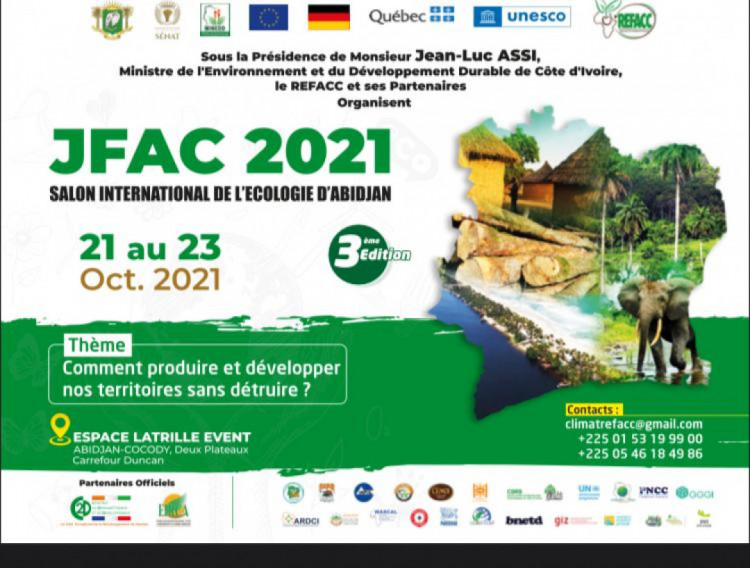 SÉNAT
MINEDD
Québec
unesco
REFACC
Sous la Présidence de Monsieur Jean-Luc ASSI,
Ministre de l'Environnement et du Développement Durable de Côte d'Ivoire,
le REFACC et ses Partenaires
Organisent
JFAC 2021
SALON INTERNATIONAL DE L'ECOLOGIE D'ABIDJAN
21 au 23
Oct. 2021
3ème Edition
Thème
Comment produire et développer
nos territoires sans détruire ?
ESPACE LATRILLE EVENT
ABIDJAN-COCODY, Deux Plateaux
Carrefour Duncan
Contacts :
climatrefacc@gmail.com
+225 01 53 19 99 00
+225 05 46 18 49 86
Partenaires Officiels
PNCC
GGGI
ARDCI
WASCAL
bnetd
giz